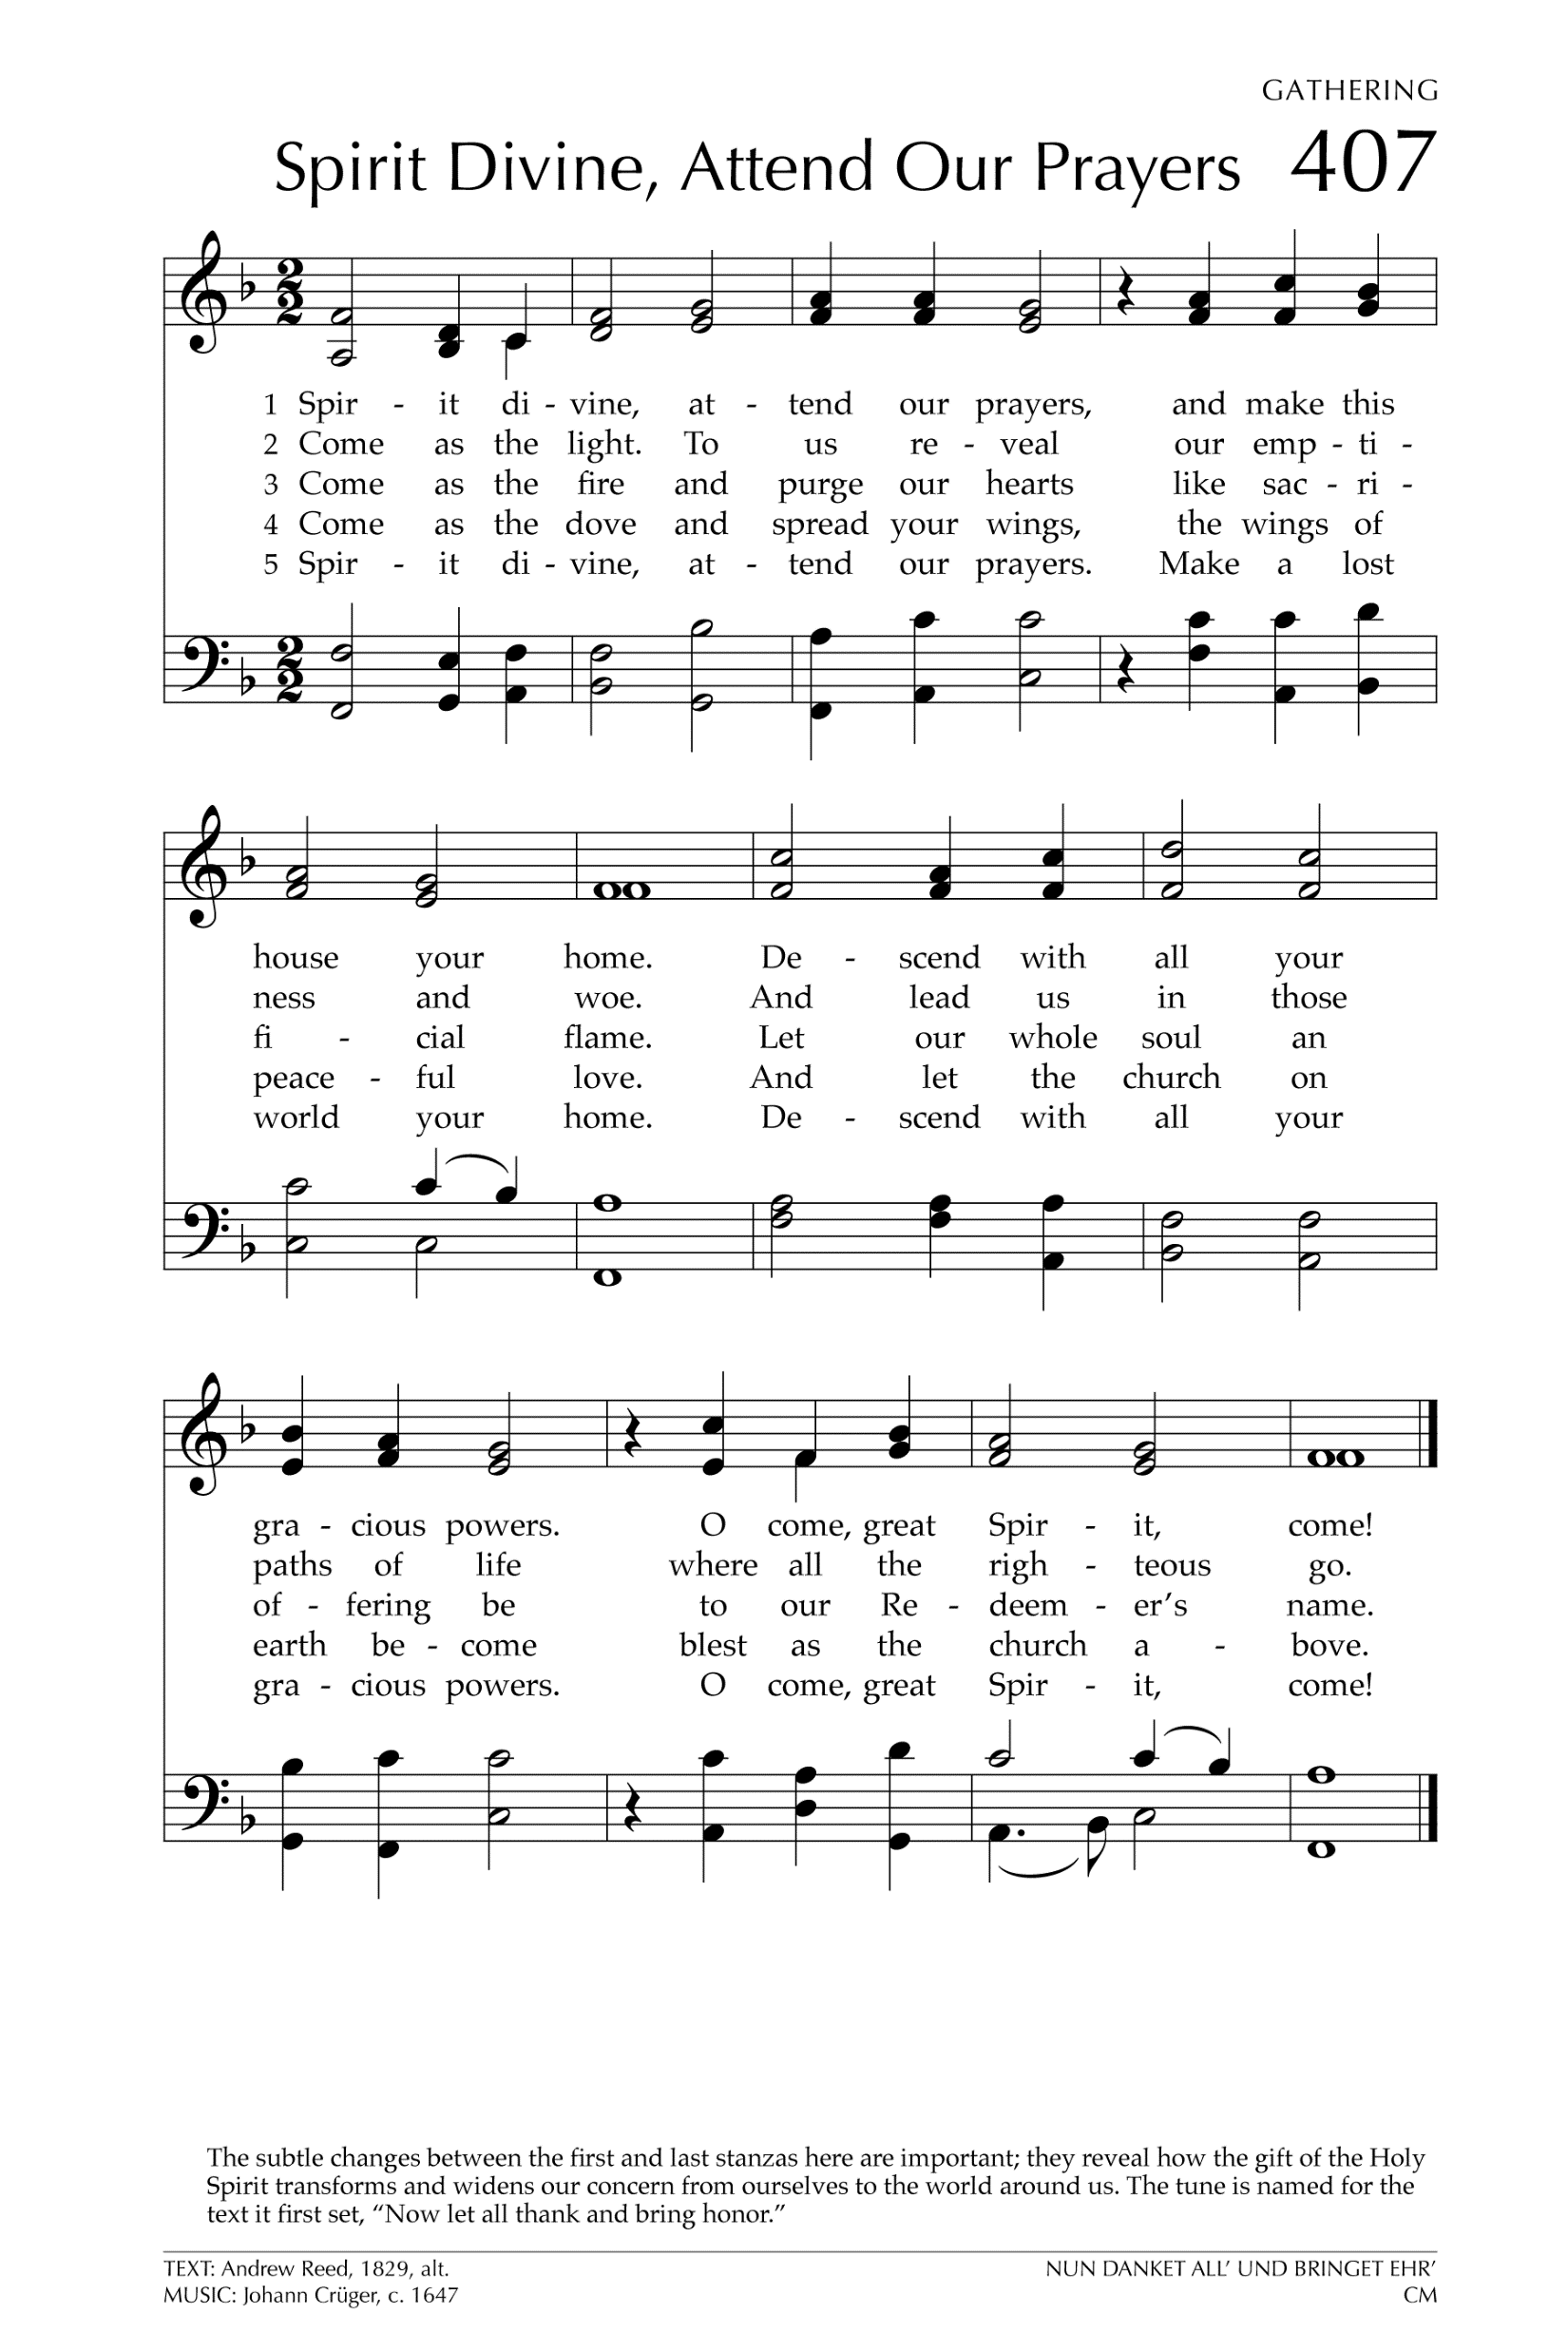 GATHERING
Spirit Divine, Attend Our Prayers 407
1 Spir - it di - vine, at - tend our prayers, and make this
2 Come as the light. To us re - veal our emp - ti -
3 Come as the fire and purge our hearts like sac - ri -
4 Come as the dove and spread your wings, the wings of
5 Spir - it di - vine, at - tend our prayers. Make a lost
house your home. De - scend with all your
ness and woe. And lead us in those
fi - cial flame. Let our whole soul an
peace - ful love. And let the church on
world your home. De - scend with all your
gra - cious powers. O come, great Spir - it, come!
paths of life where all the righ - teous go.
of - fering be to our Re - deem - er’s name.
earth be - come blest as the church a - bove.
gra - cious powers. O come, great Spir - it, come!
The subtle changes between the first and last stanzas here are important; they reveal how the gift of the Holy
Spirit transforms and widens our concern from ourselves to the world around us. The tune is named for the
text it first set, “Now let all thank and bring honor.”
TEXT: Andrew Reed, 1829, alt. NUN DANKET ALL’ UND BRINGET EHR’
MUSIC: Johann Crüger, c. 1647 CM